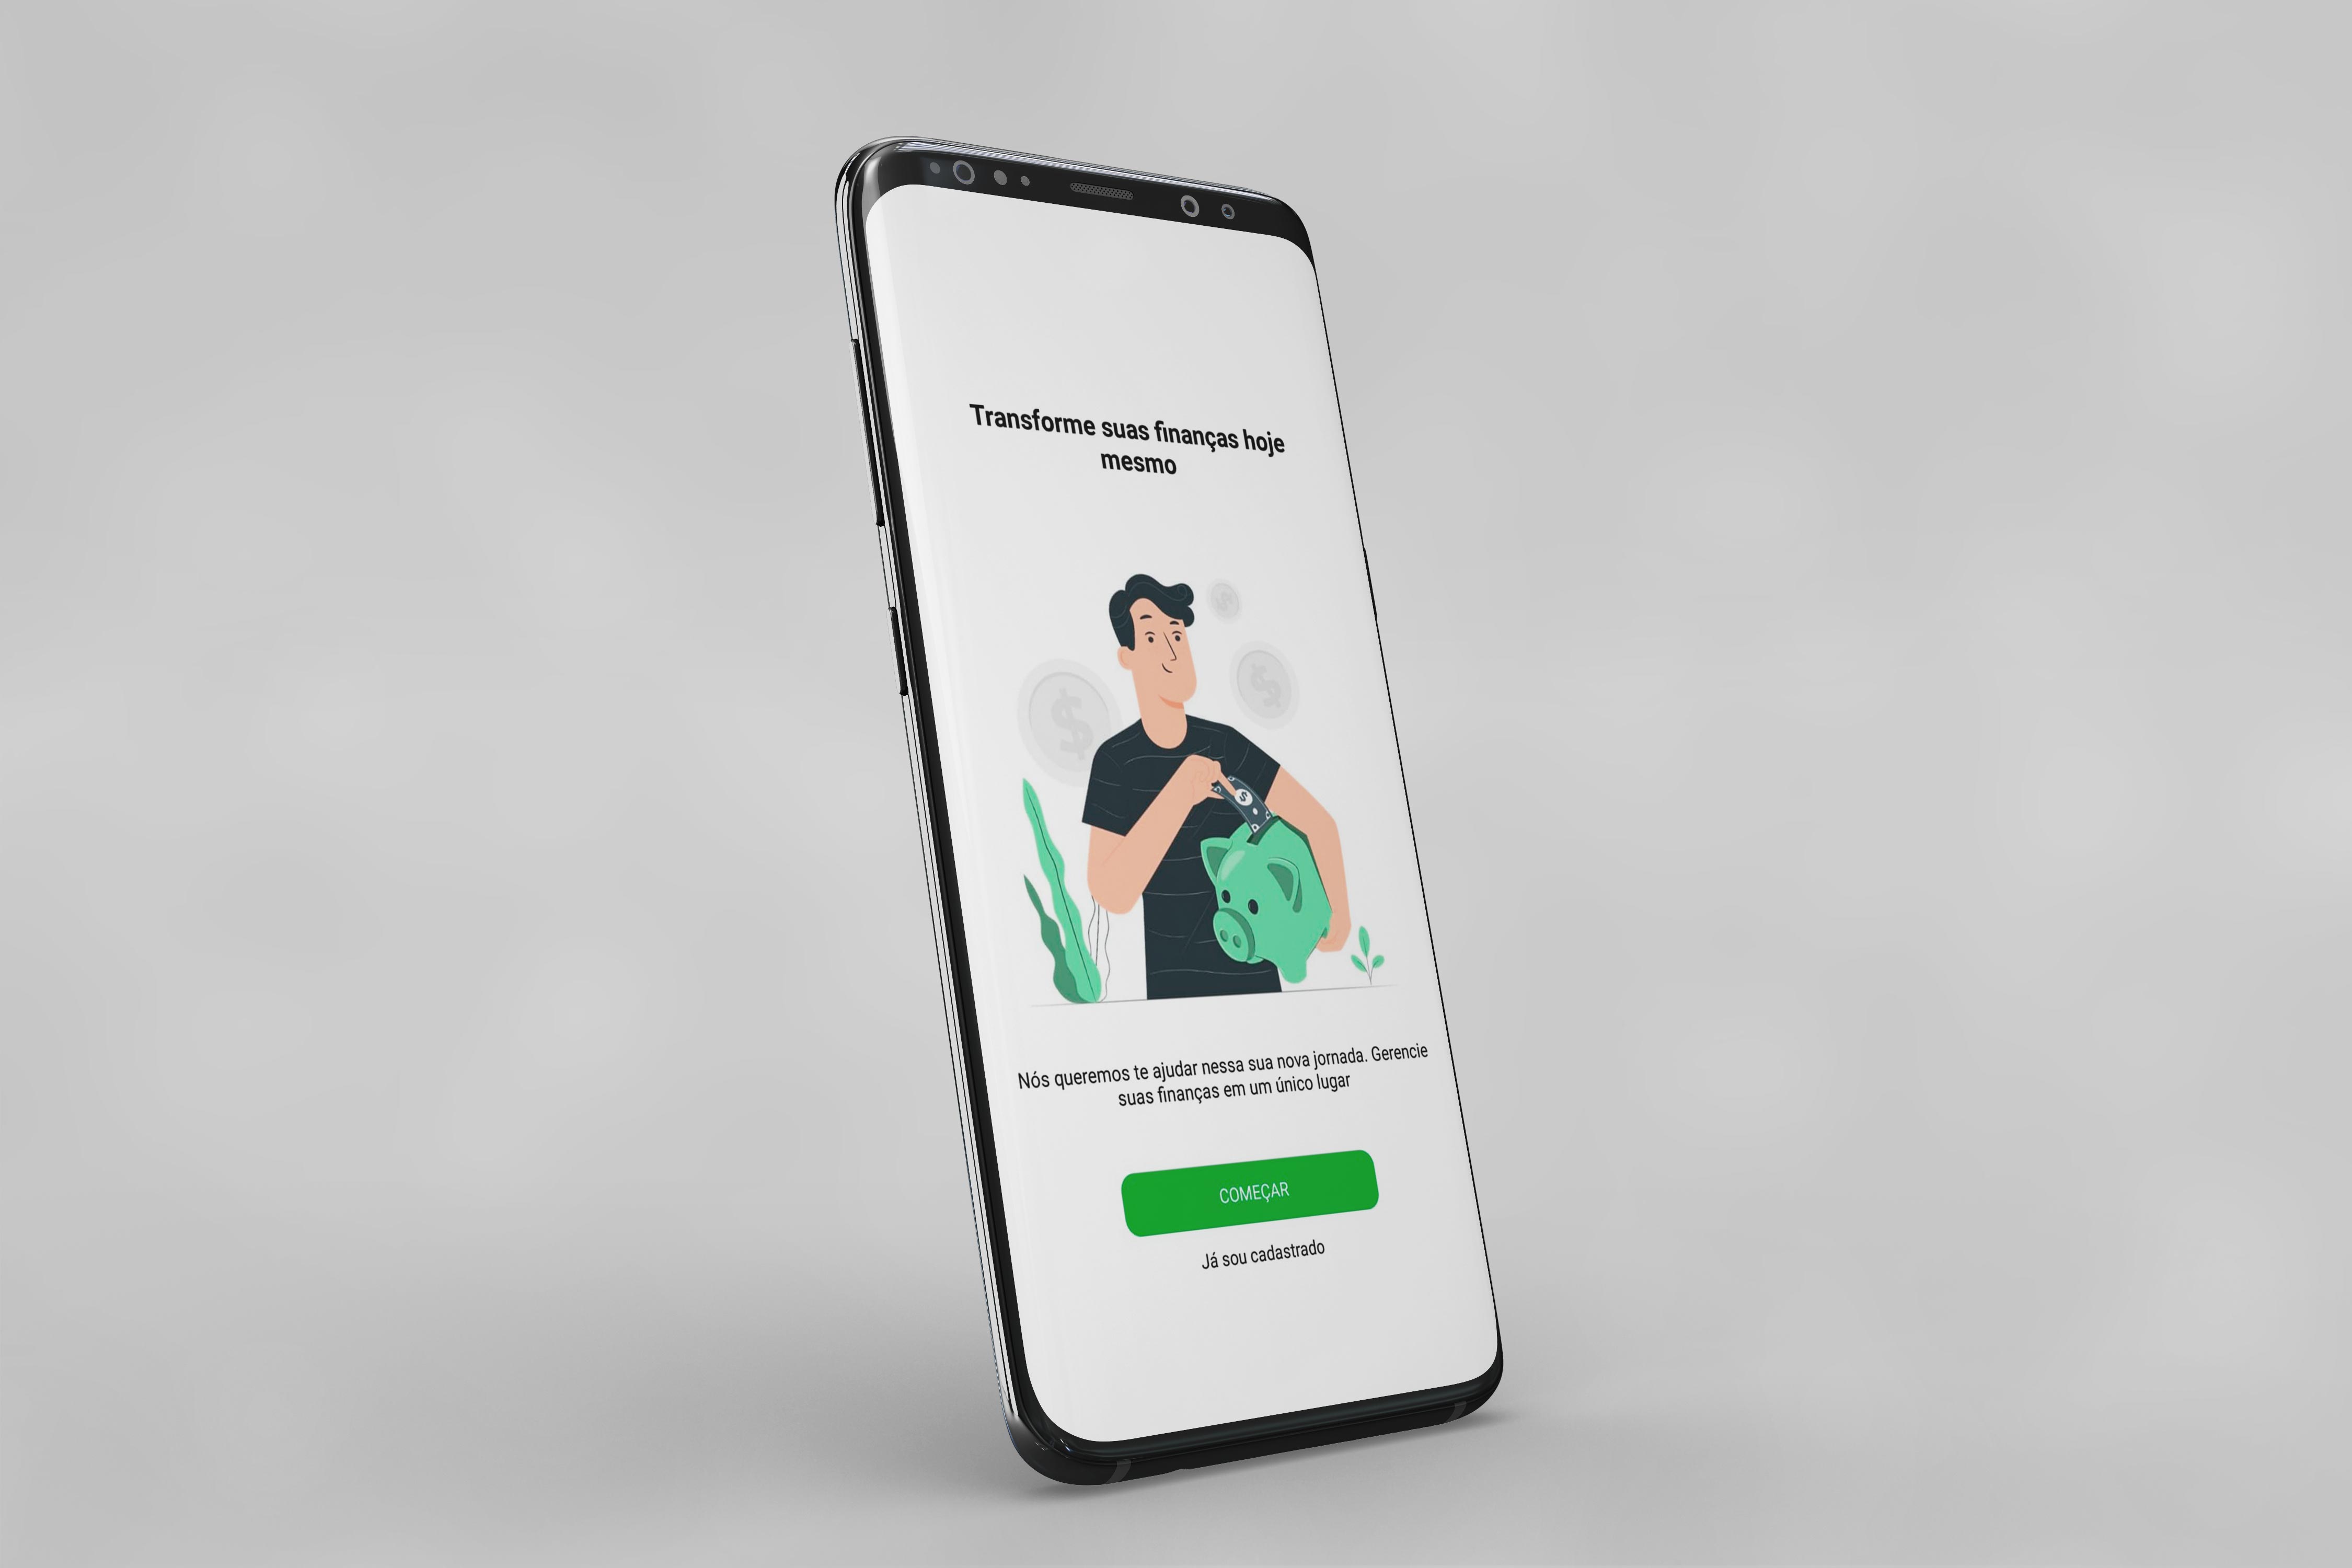 Transforme suas finanças hoje
mesmo
$
$
$
$
Nós queremos te ajudar nessa sua nova jornada. Gerencie
suas finanças em um único lugar
COMEÇAR
Já sou cadastrado